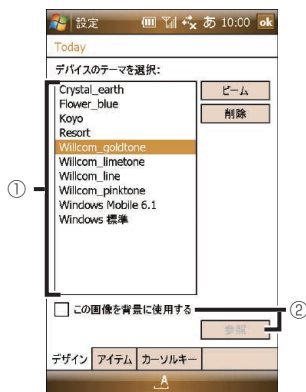 設定 あ 10:00 ok
Today
デバイスのテーマを選択:
Crystal_earth
Flower_blue
Koyo
Resort
Willcom_goldtone
Willcom_limetone
Willcom_line
Willcom_pinktone
Windows Mobile 6.1
Windows 標準
ビーム
削除
①
この画像を背景に使用する
②
参照
デザイン アイテム カーソルキー
A